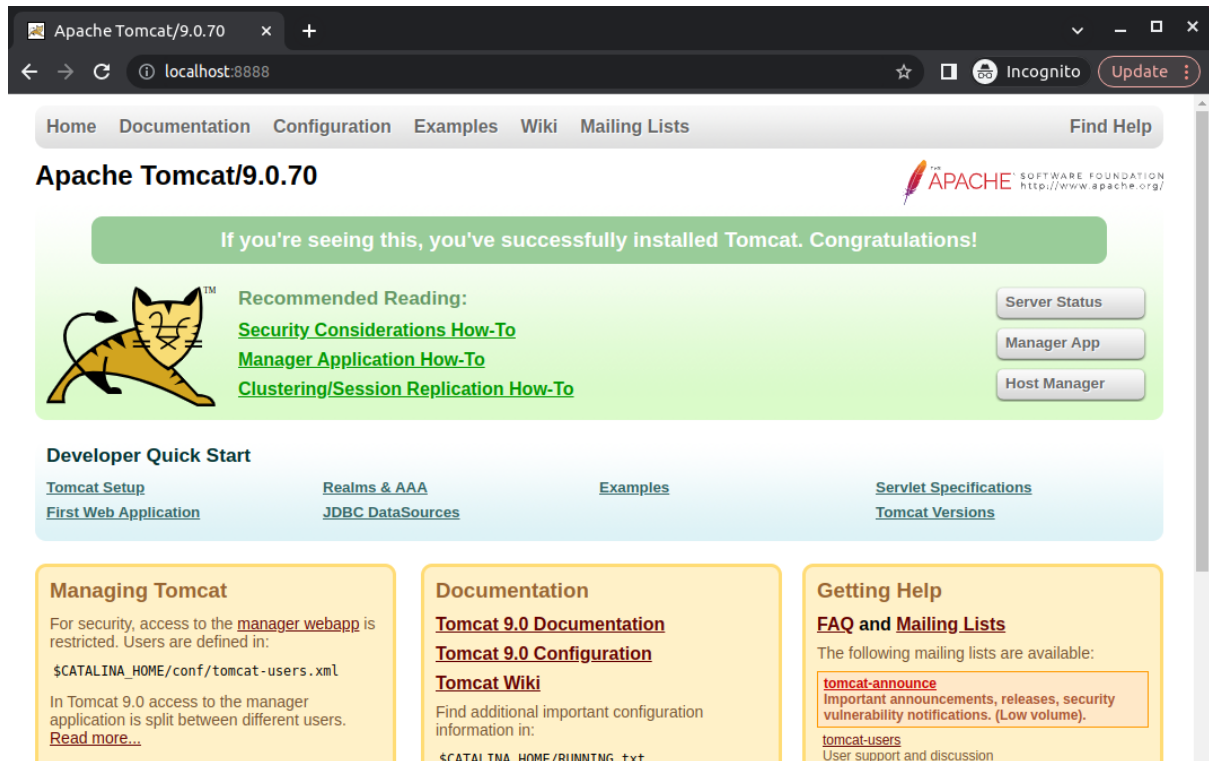 Apache Tomcat/9.0.70
localhost:8888
Incognito
Update
Home Documentation Configuration Examples Wiki Mailing Lists Find Help
Apache Tomcat/9.0.70
THE
APACHE SOFTWARE FOUNDATION
http://www.apache.org/
If you're seeing this, you've successfully installed Tomcat. Congratulations!
TM
Recommended Reading:
Security Considerations How-To
Manager Application How-To
Clustering/Session Replication How-To
Server Status
Manager App
Host Manager
Developer Quick Start
Tomcat Setup
First Web Application
Realms & AAA
JDBC DataSources
Examples
Servlet Specifications
Tomcat Versions
Managing Tomcat
For security, access to the manager webapp is
restricted. Users are defined in:
$CATALINA_HOME/conf/tomcat-users.xml
In Tomcat 9.0 access to the manager
application is split between different users.
Read more...
Documentation
Tomcat 9.0 Documentation
Tomcat 9.0 Configuration
Tomcat Wiki
Find additional important configuration
information in:
$CATALINA_HOME/RUNNING.txt
Getting Help
FAQ and Mailing Lists
The following mailing lists are available:
tomcat-announce
Important announcements, releases, security
vulnerability notifications. (Low volume).
tomcat-users
User support and discussion